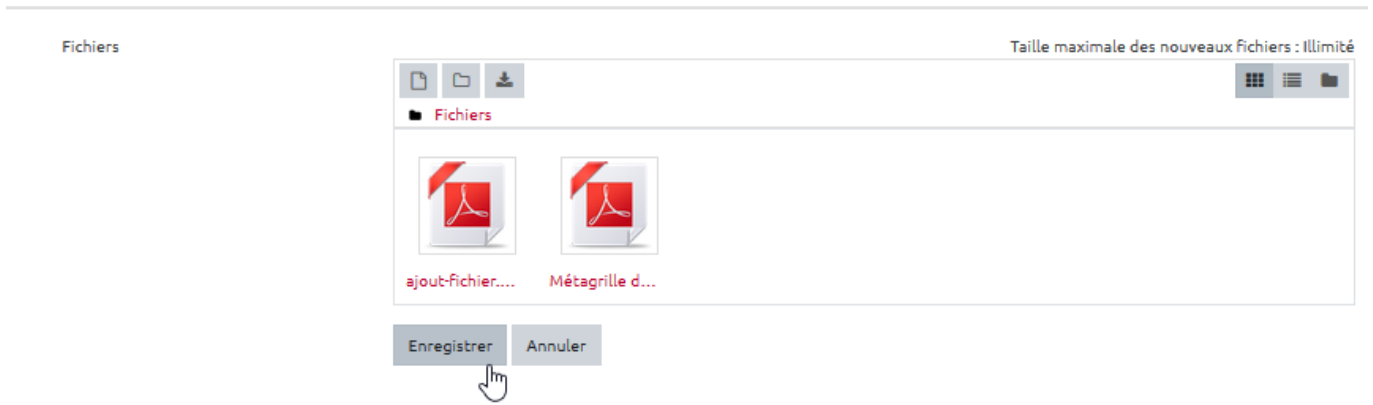 Fichiers
Taille maximale des nouveaux fichiers : Illimité
Fichiers
ajout-fichier....
Métagrille d...
Enregistrer
Annuler